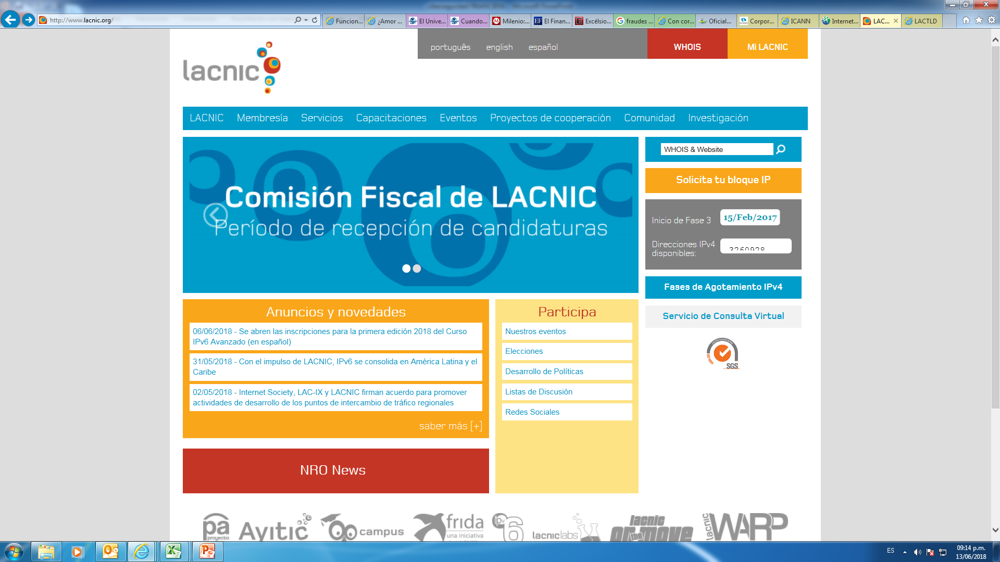 http://www.lacnic.org/
Funcion...
¿Amor ...
El Unive...
Cuando...
Milenio:...
El Finan...
Excélsio...
fraudes ...
Con cor...
Oficial...
Corpor...
ICANN
Internet...
LAC...
LACTLD
português english español
WHOIS
Mi LACNIC
lacnic
LACNIC Membresía Servicios Capacitaciones Eventos Proyectos de cooperación Comunidad Investigación
Comisión Fiscal de LACNIC
Período de recepción de candidaturas
WHOIS & Website
Solicita tu bloque IP
Inicio de Fase 3 15/Feb/2017
Direcciones IPv4
disponibles:
3260928
Fases de Agotamiento IPv4
Servicio de Consulta Virtual
SYSTEM CERTIFICATION
ISO 9001
SGS
Anuncios y novedades
06/06/2018 - Se abren las inscripciones para la primera edición 2018 del Curso
IPv6 Avanzado (en español)
31/05/2018 - Con el impulso de LACNIC, IPv6 se consolida en América Latina y el
Caribe
02/05/2018 - Internet Society, LAC-IX y LACNIC firman acuerdo para promover
actividades de desarrollo de los puntos de intercambio de tráfico regionales
saber más [+]
Participa
Nuestros eventos
Elecciones
Desarrollo de Políticas
Listas de Discusión
Redes Sociales
NRO News
pa
proyecto
Ayitic
campus
frida
una iniciativa
ipv6
lacniclabs
lacnic
on the move
lacnic
WARP
ES
09:14 p.m.
13/06/2018